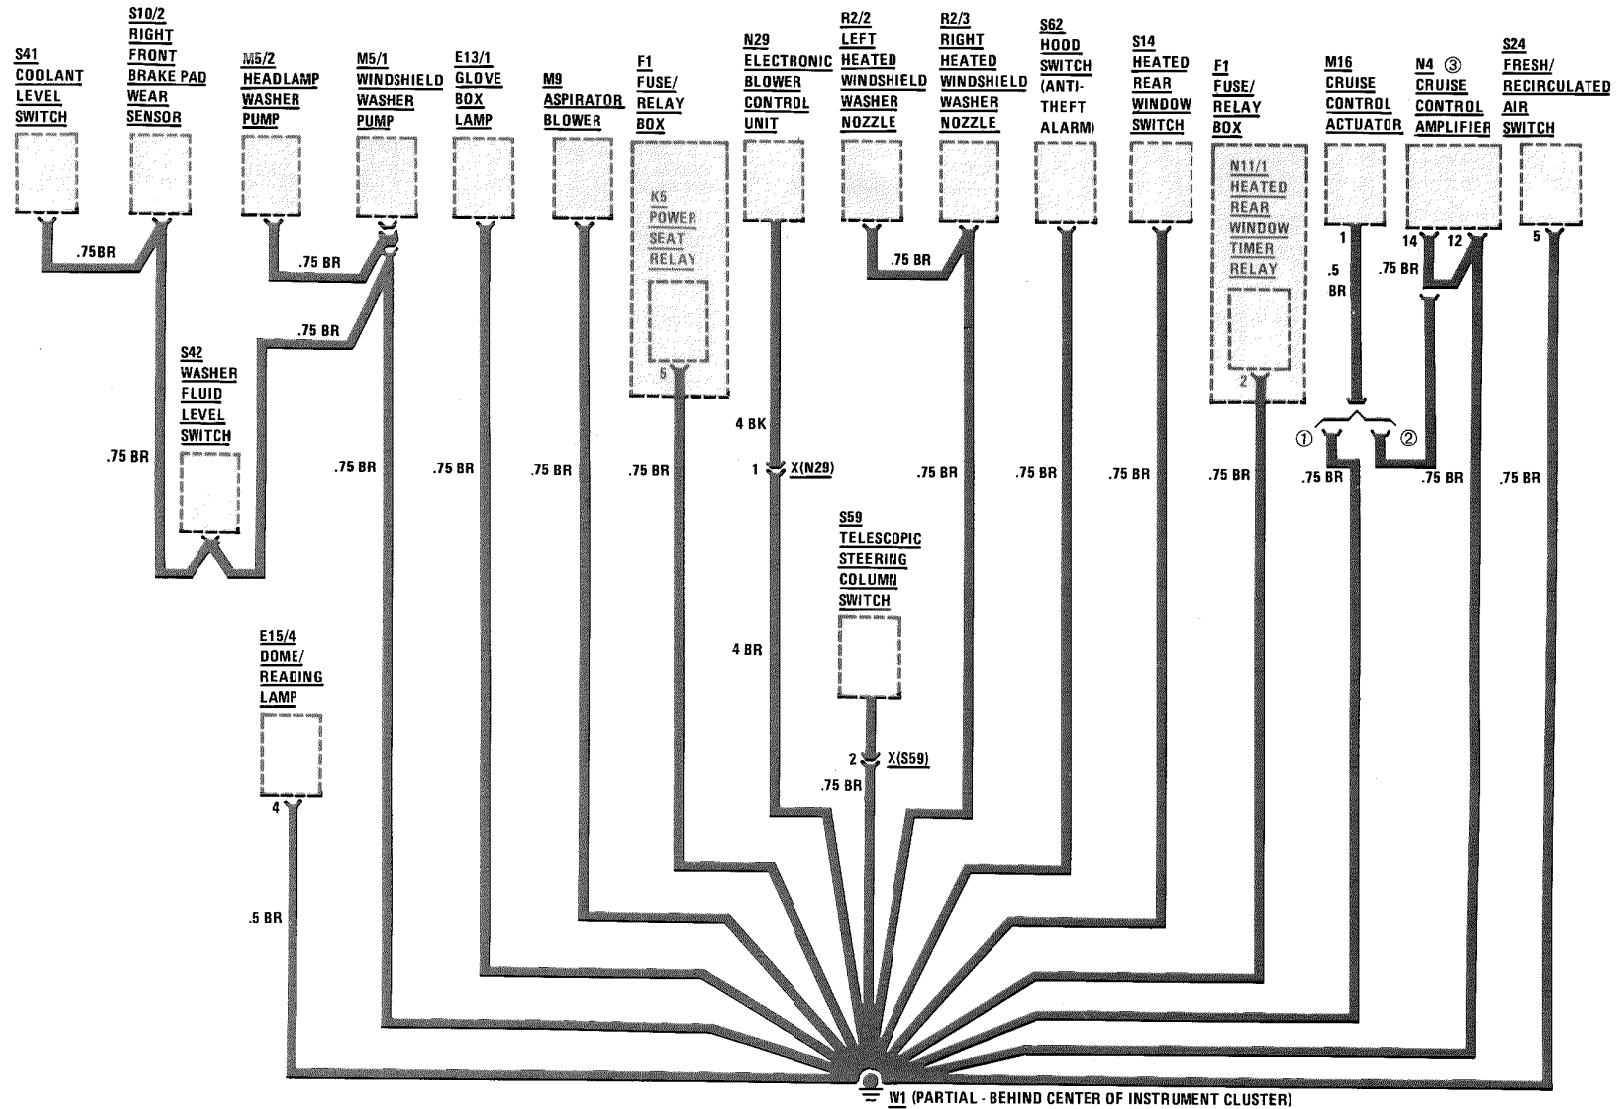 S41
COOLANT
LEVEL
SWITCH
S10/2
RIGHT
FRONT
BRAKE PAD
WEAR
SENSOR
M5/2
HEADLAMP
WASHER
PUMP
M5/1
WINDSHIELD
WASHER
PUMP
E13/1
GLOVE
BOX
LAMP
M9
ASPIRATOR
BLOWER
F1
FUSE/
RELAY
BOX
N29
ELECTRONIC
BLOWER
CONTROL
UNIT
R2/2
LEFT
HEATED
WINDSHIELD
WASHER
NOZZLE
R2/3
RIGHT
HEATED
WINDSHIELD
WASHER
NOZZLE
S62
HOOD
SWITCH
(ANTI-
THEFT
ALARM)
S14
HEATED
REAR
WINDOW
SWITCH
F1
FUSE/
RELAY
BOX
M16
CRUISE
CONTROL
ACTUATOR
N4 ③
CRUISE
CONTROL
AMPLIFIER
S24
FRESH/
RECIRCULATED
AIR
SWITCH
K5
POWER
SEAT
RELAY
5
N11/1
HEATED
REAR
WINDOW
TIMER
RELAY
2
1
14
12
5
.75BR
.75 BR
.75 BR
.75 BR
.5
BR
.75 BR
S42
WASHER
FLUID
LEVEL
SWITCH
4 BK
1
X(N29)
①
②
.75 BR
.75 BR
.75 BR
.75 BR
.75 BR
.75 BR
.75 BR
.75 BR
.75 BR
.75 BR
.75 BR
.75 BR
S59
TELESCOPIC
STEERING
COLUMN
SWITCH
4 BR
E15/4
DOME/
READING
LAMP
4
2
X(S59)
.75 BR
.5 BR
W1 (PARTIAL - BEHIND CENTER OF INSTRUMENT CLUSTER)